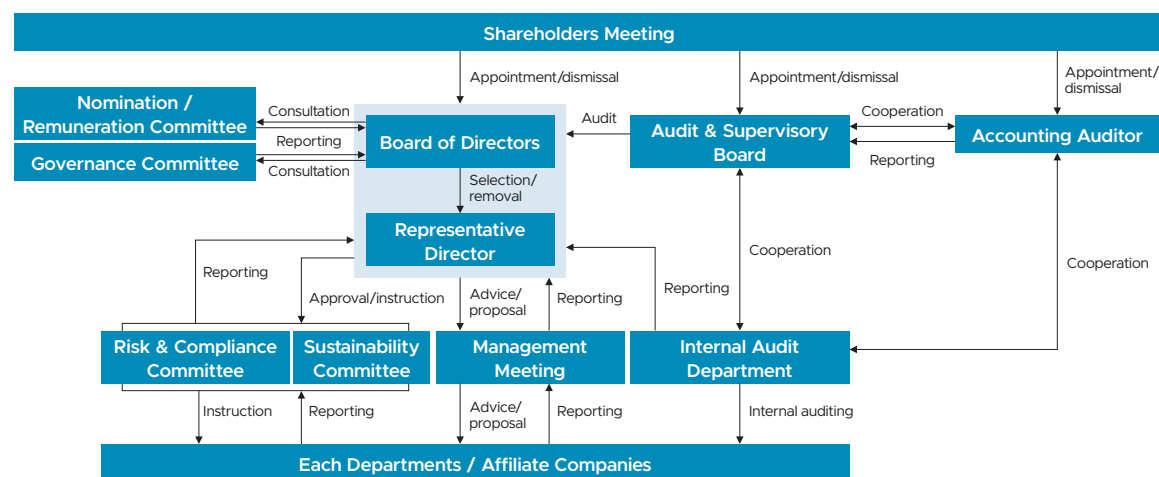 Shareholders Meeting
Appointment/dismissal
Appointment/dismissal
Appointment/
dismissal
Nomination /
Remuneration Committee
Governance Committee
Consultation
Reporting
Consultation
Board of Directors
Audit
Audit & Supervisory
Board
Cooperation
Reporting
Accounting Auditor
Selection/
removal
Representative
Director
Reporting
Approval/instruction
Advice/
proposal
Reporting
Reporting
Cooperation
Cooperation
Risk & Compliance
Committee
Sustainability
Committee
Management
Meeting
Internal Audit
Department
Instruction
Reporting
Advice/
proposal
Reporting
Internal auditing
Each Departments / Affiliate Companies